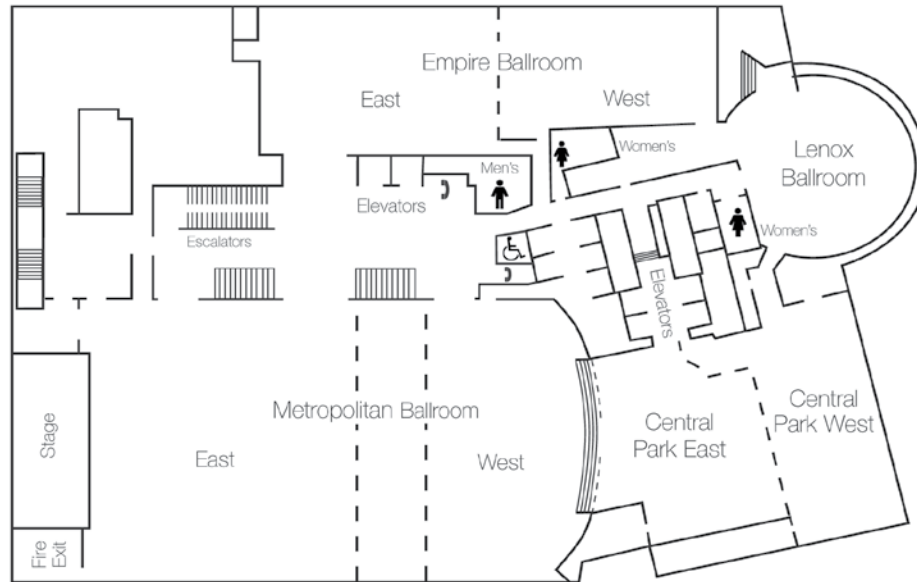 Empire Ballroom
East
West
Women's
Men's
Lenox
Ballroom
Elevators
Escalators
Women's
Elevators
Metropolitan Ballroom
East
West
Stage
Central
Park East
Central
Park West
Fire
Exit